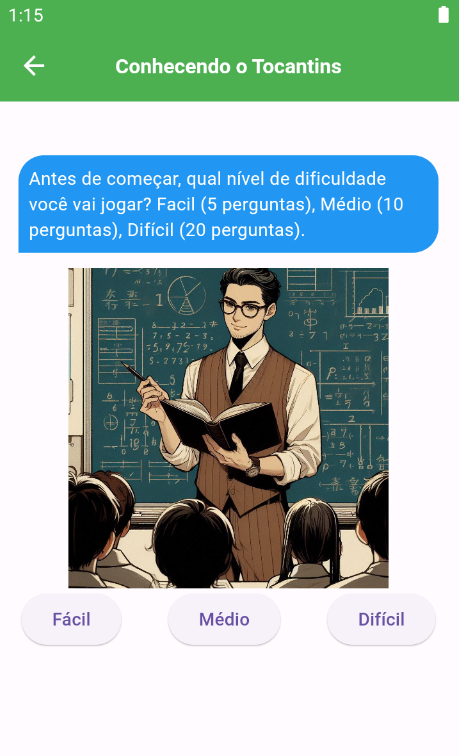 1:15
Conhecendo o Tocantins
Antes de começar, qual nível de dificuldade
você vai jogar? Facil (5 perguntas), Médio (10
perguntas), Difícil (20 perguntas).
Fácil
Médio
Difícil